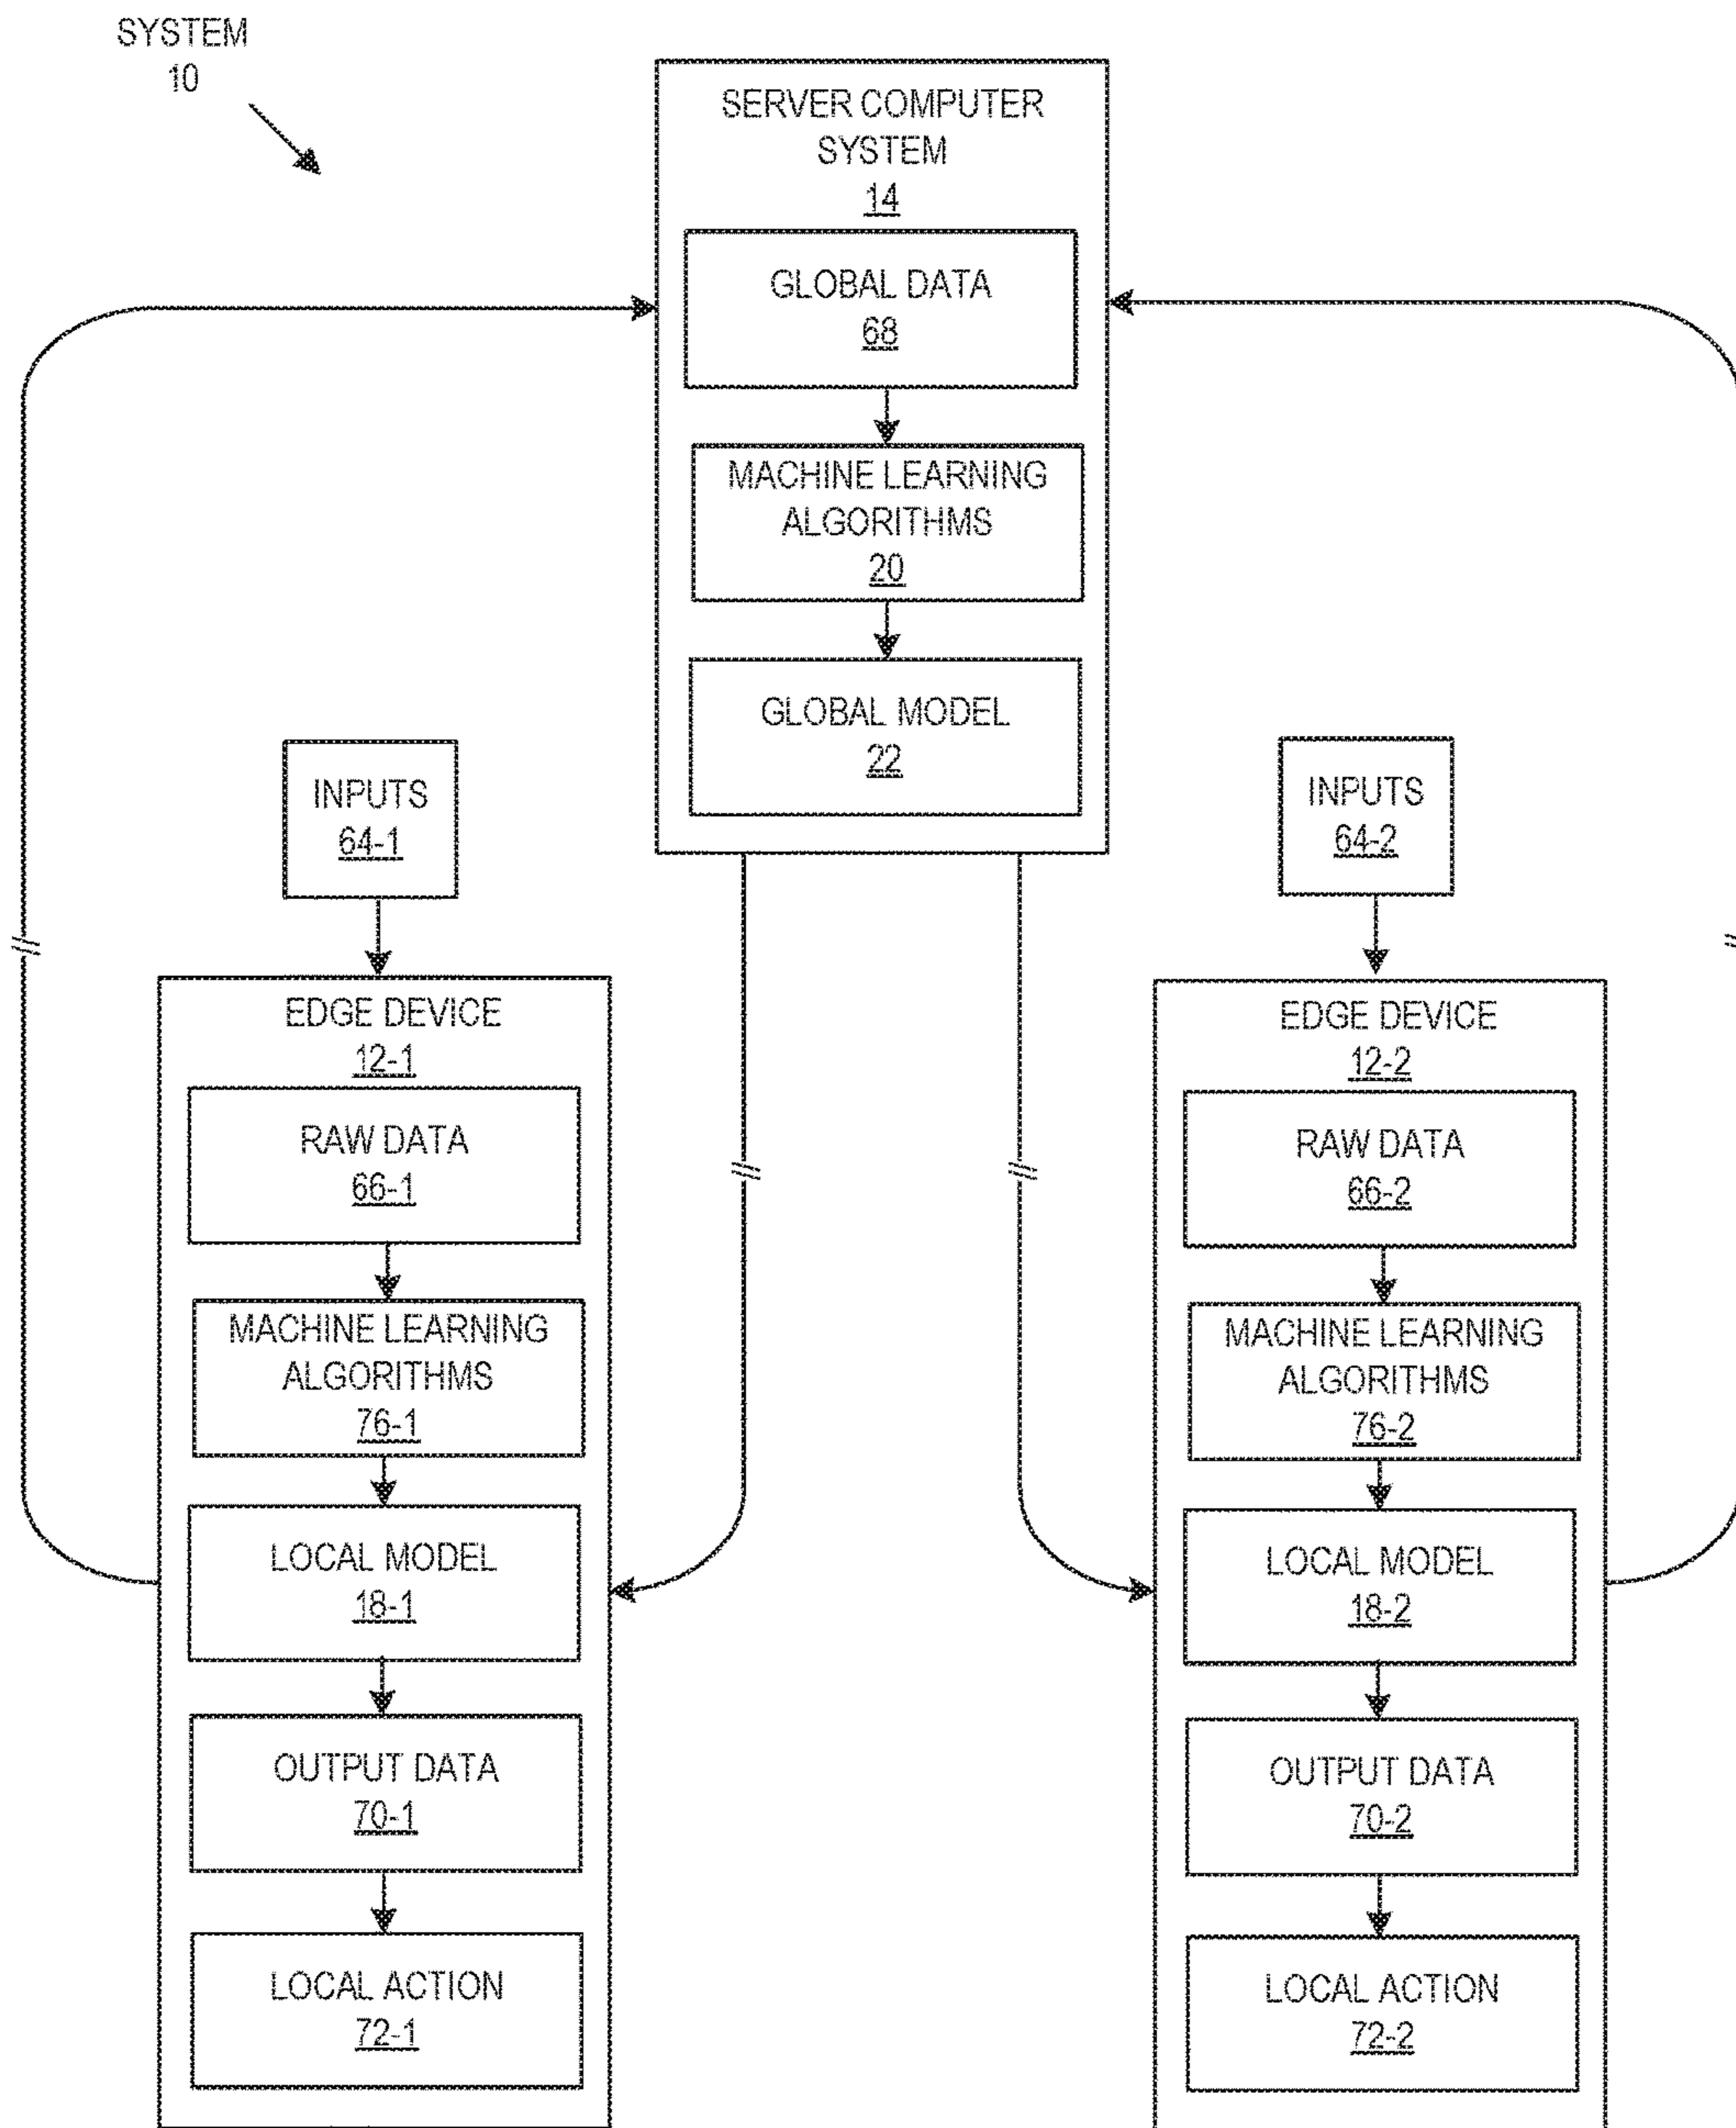 SYSTEM
10
SERVER COMPUTER
SYSTEM
14
GLOBAL DATA
68
MACHINE LEARNING
ALGORITHMS
20
GLOBAL MODEL
22
INPUTS
64-1
EDGE DEVICE
12-1
RAW DATA
66-1
MACHINE LEARNING
ALGORITHMS
76-1
LOCAL MODEL
18-1
OUTPUT DATA
70-1
LOCAL ACTION
72-1
INPUTS
64-2
EDGE DEVICE
12-2
RAW DATA
66-2
MACHINE LEARNING
ALGORITHMS
76-2
LOCAL MODEL
18-2
OUTPUT DATA
70-2
LOCAL ACTION
72-2